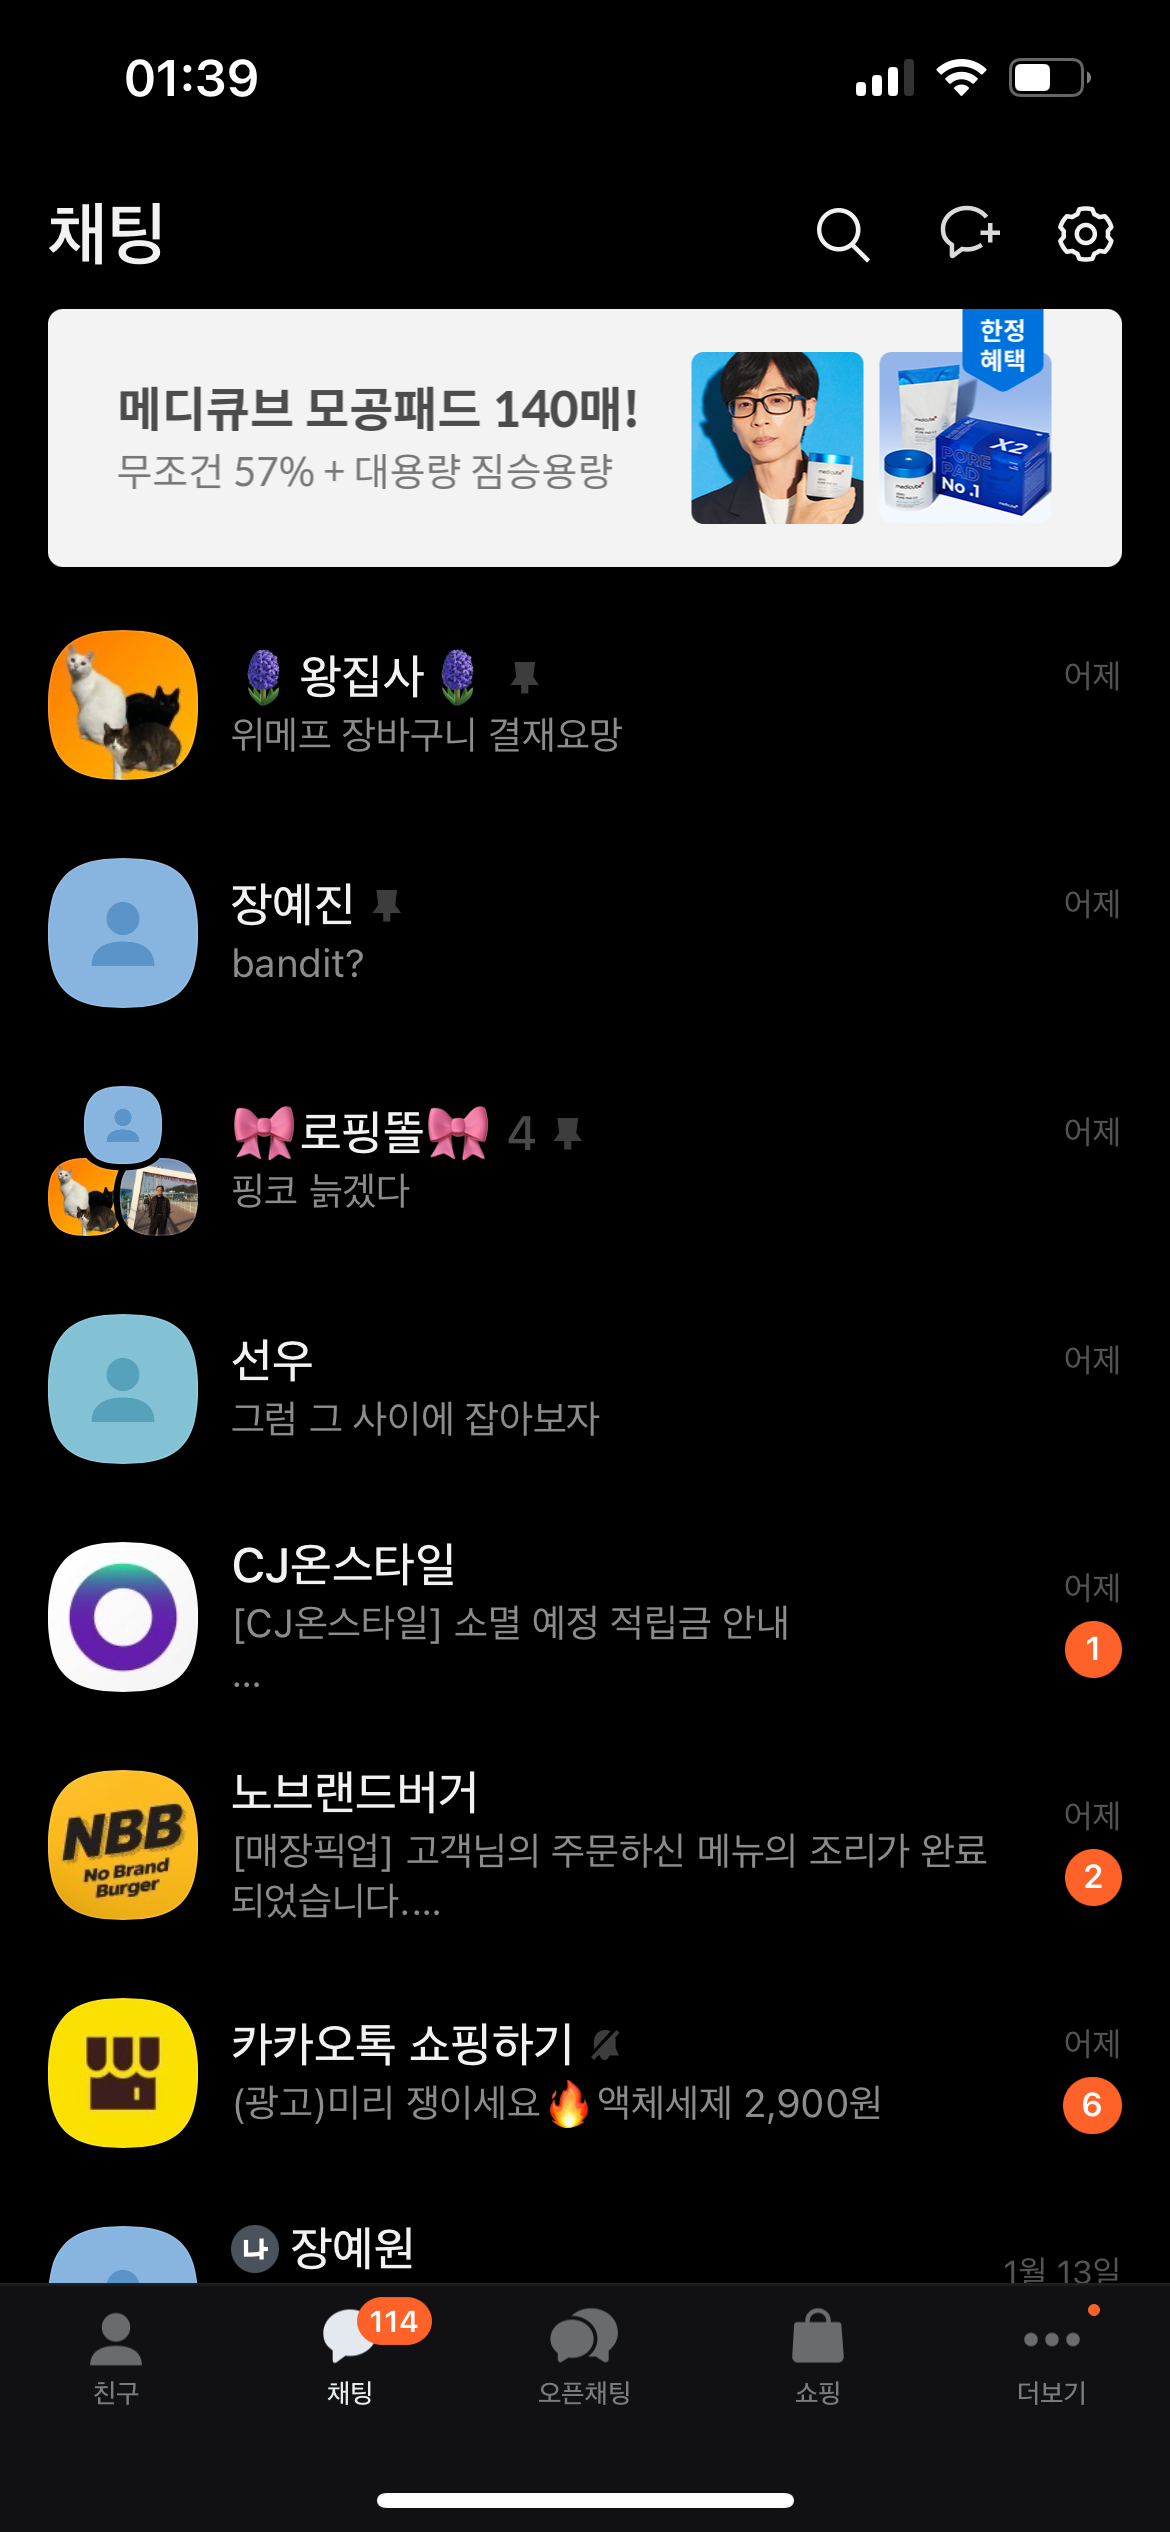 01:39
채팅
한정
혜택
메디큐브 모공패드 140매!
무조건 57% + 대용량 짐승용량
medicube
X2
PORE
PAD
No.1
🪻 왕집사 🪻
어제
위메프 장바구니 결재요망
장예진
어제
bandit?
🎀로핑똘🎀 4
어제
핑코 늙겠다
선우
어제
그럼 그 사이에 잡아보자
CJ온스타일
어제
[CJ온스타일] 소멸 예정 적립금 안내
...
1
노브랜드버거
어제
NBB
No Brand
Burger
[매장픽업] 고객님의 주문하신 메뉴의 조리가 완료
되었습니다....
2
카카오톡 쇼핑하기
어제
(광고)미리 쟁이세요🔥액체세제 2,900원
6
나 장예원
1월 13일
114
친구
채팅
오픈채팅
쇼핑
더보기